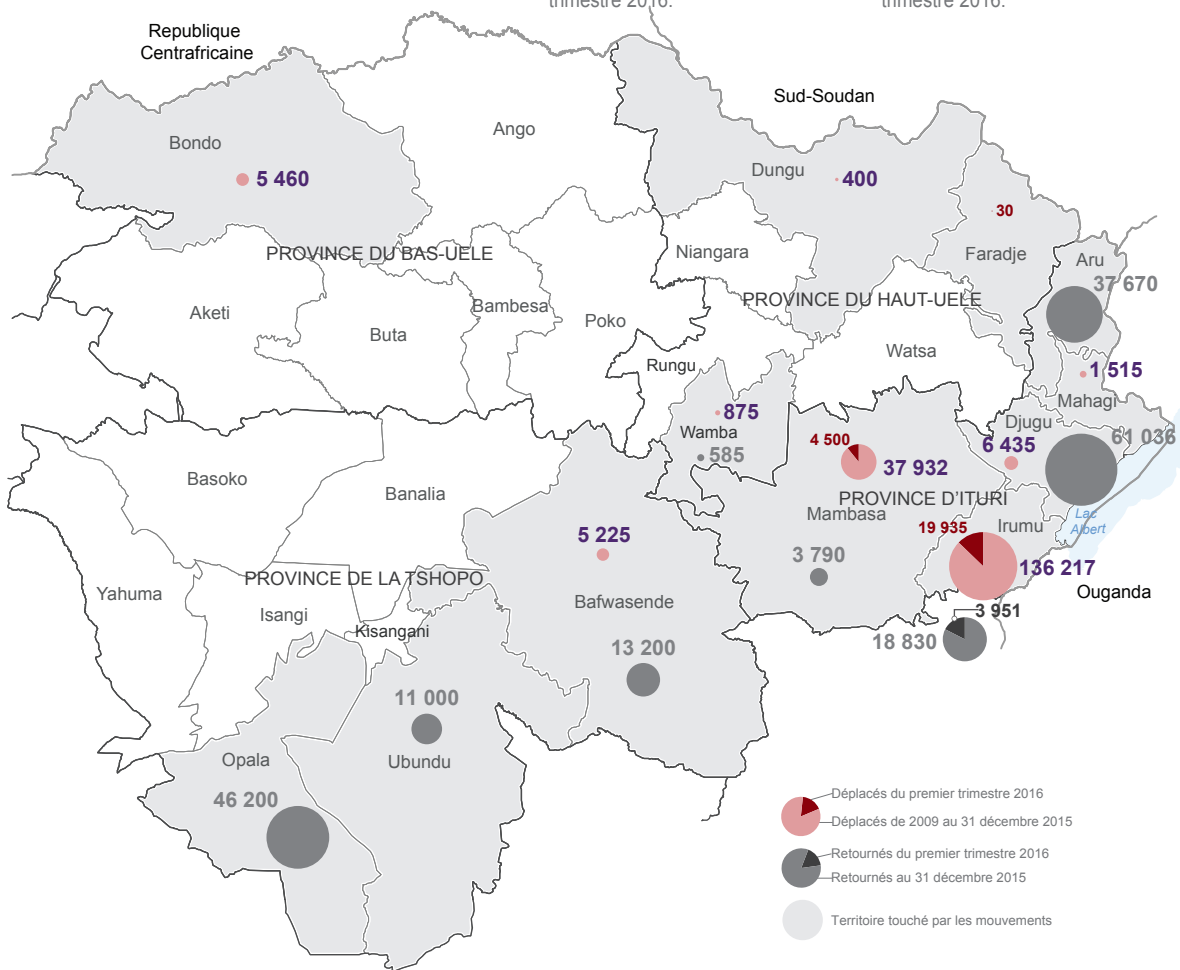 trimestre 2016.
trimestre 2016.
Republique
Centrafricaine
Sud-Soudan
Ango
Bondo
5 460
Dungu
400
30
Faradje
Niangara
PROVINCE DU BAS-UELE
Aru
37 670
PROVINCE DU HAUT-UELE
Bambesa
Aketi
Poko
Buta
Watsa
Rungu
1 515
Mahagi
875
Wamba
585
Djugu
6 435
61 036
4 500
37 932
Basoko
Banalia
PROVINCE D'ITURI
Mambasa
Lac
Albert
Irumu
19 935
5 225
3 790
136 217
PROVINCE DE LA TSHOPO
Yahuma
Ouganda
Bafwasende
Isangi
3 951
Kisangani
18 830
13 200
11 000
Opala
Ubundu
46 200
Déplacés du premier trimestre 2016
Déplacés de 2009 au 31 décembre 2015
Retournés du premier trimestre 2016
Retournés au 31 décembre 2015
Territoire touché par les mouvements